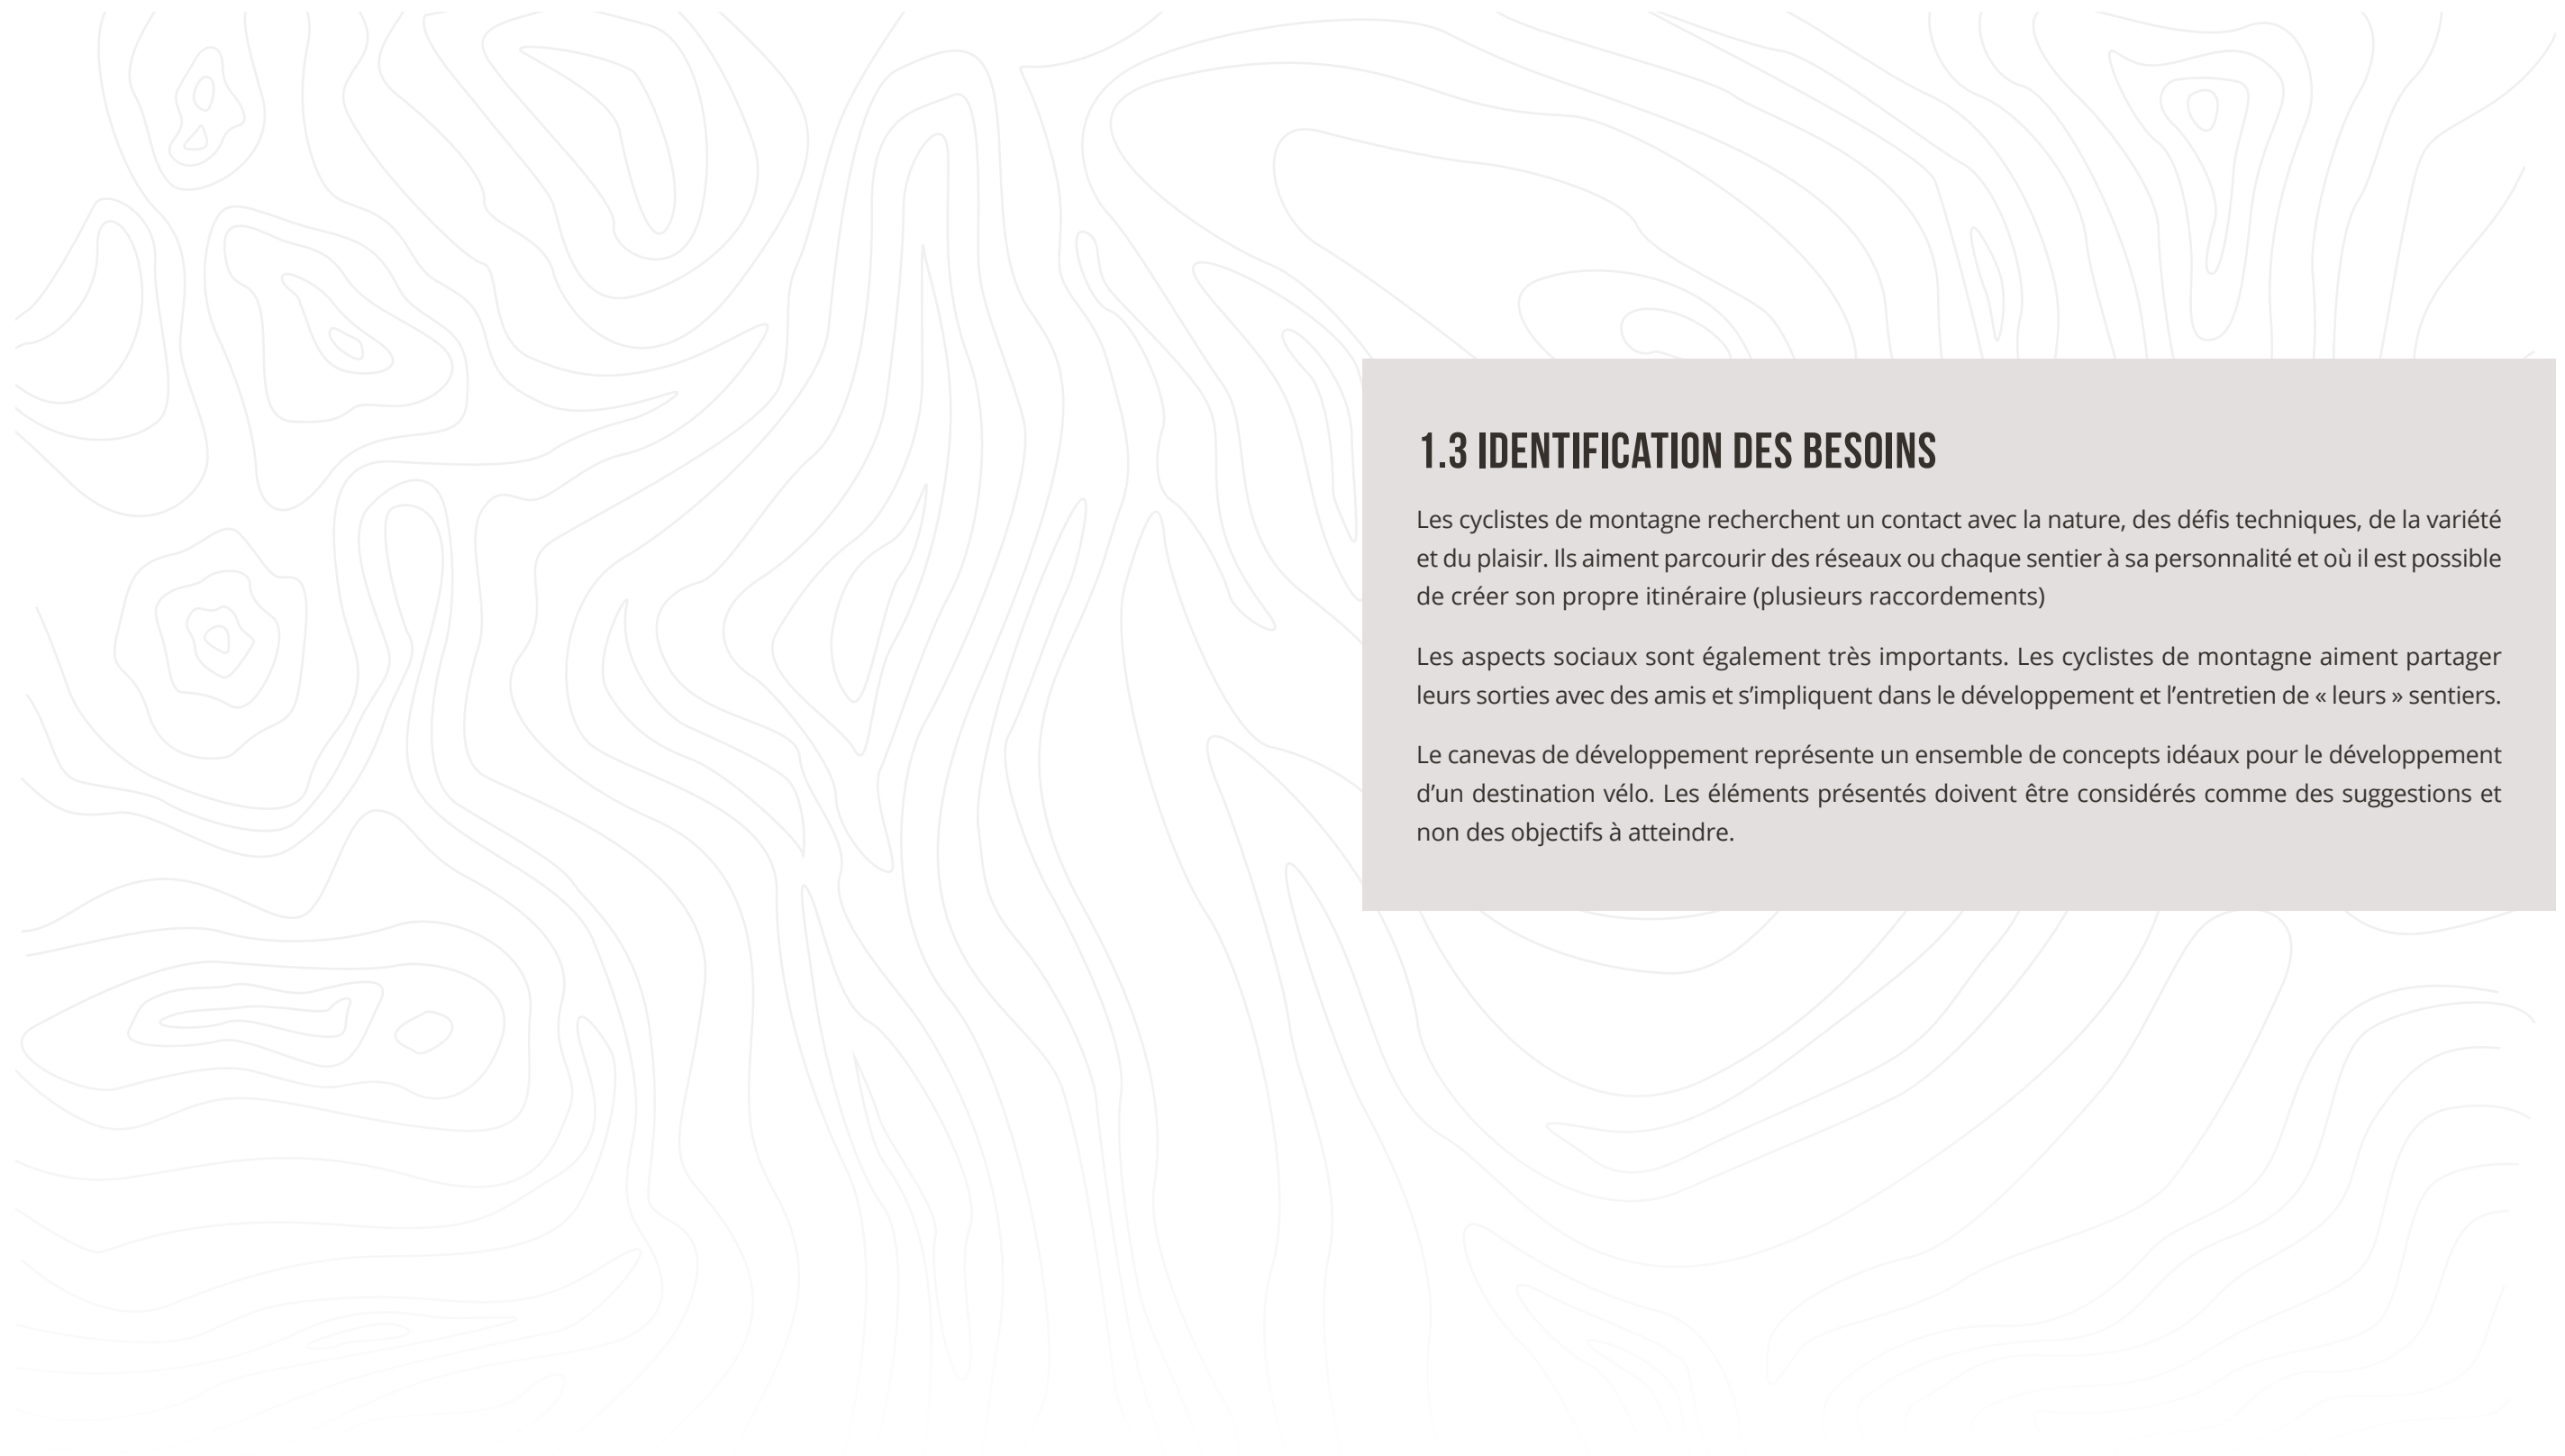 1.3 IDENTIFICATION DES BESOINS
Les cyclistes de montagne recherchent un contact avec la nature, des défis techniques, de la variété
et du plaisir. Ils aiment parcourir des réseaux ou chaque sentier à sa personnalité et où il est possible
de créer son propre itinéraire (plusieurs raccordements)
Les aspects sociaux sont également très importants. Les cyclistes de montagne aiment partager
leurs sorties avec des amis et s’impliquent dans le développement et l’entretien de « leurs » sentiers.
Le canevas de développement représente un ensemble de concepts idéaux pour le développement
d’un destination vélo. Les éléments présentés doivent être considérés comme des suggestions et
non des objectifs à atteindre.